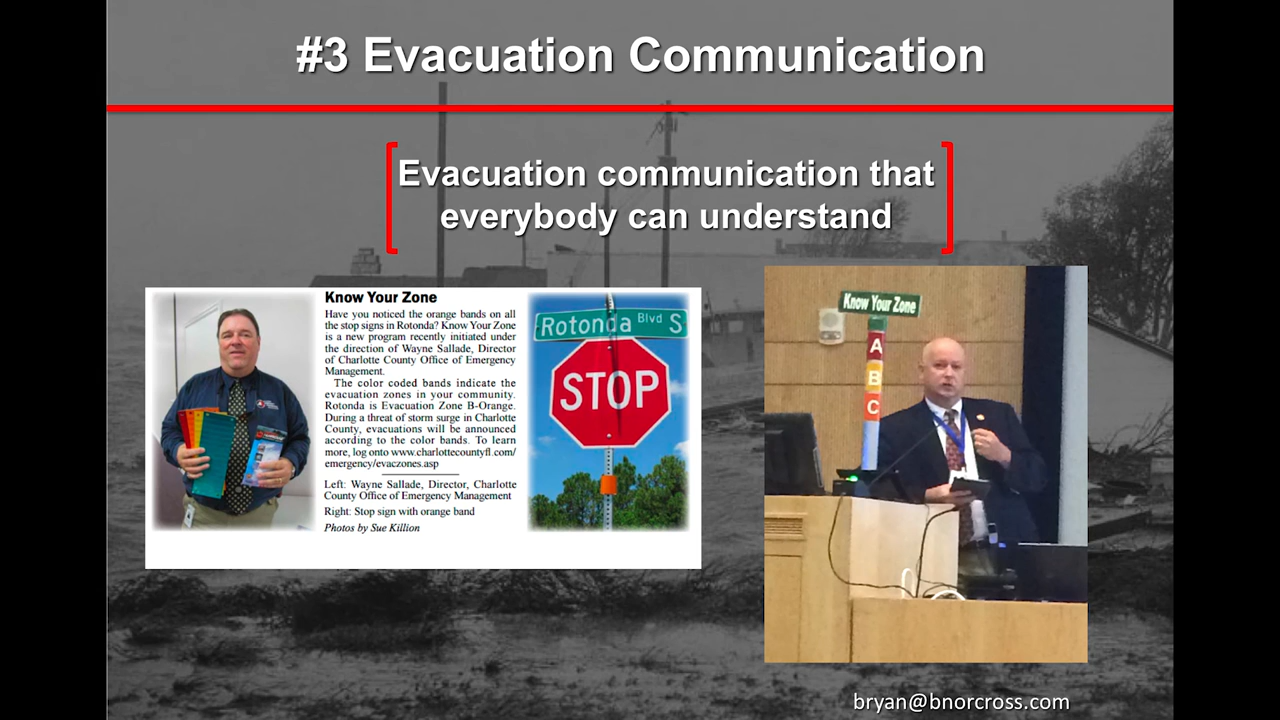 #3 Evacuation Communication
Evacuation communication that
everybody can understand
Know Your Zone
Have you noticed the orange bands on all
the stop signs in Rotonda? Know Your Zone
is a new program recently initiated under
the direction of Wayne Sallade, Director
of Charlotte County Office of Emergency
Management.
The color coded bands indicate the
evacuation zones in your community.
Rotonda is Evacuation Zone B-Orange.
During a threat of storm surge in Charlotte
County, evacuations will be announced
according to the color bands. To learn
more, log onto www.charlottecountyfl.com/
emergency/evaczones.asp
Left: Wayne Sallade, Director, Charlotte
County Office of Emergency Management
Right: Stop sign with orange band
Photos by Sue Killion
Rotonda Blvd S
STOP
Know Your Zone
A
B
C
bryan@bnorcross.com